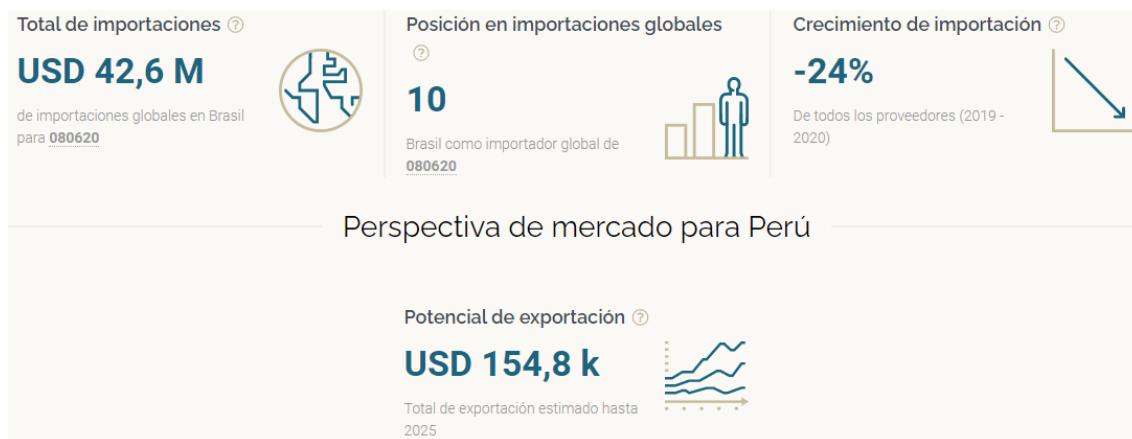 Total de importaciones ?
USD 42,6 M
de importaciones globales en Brasil
para 080620
Posición en importaciones globales
?
10
Brasil como importador global de
080620
Crecimiento de importación ?
-24%
De todos los proveedores (2019 -
2020)
Perspectiva de mercado para Perú
Potencial de exportación ?
USD 154,8 k
Total de exportación estimado hasta
2025